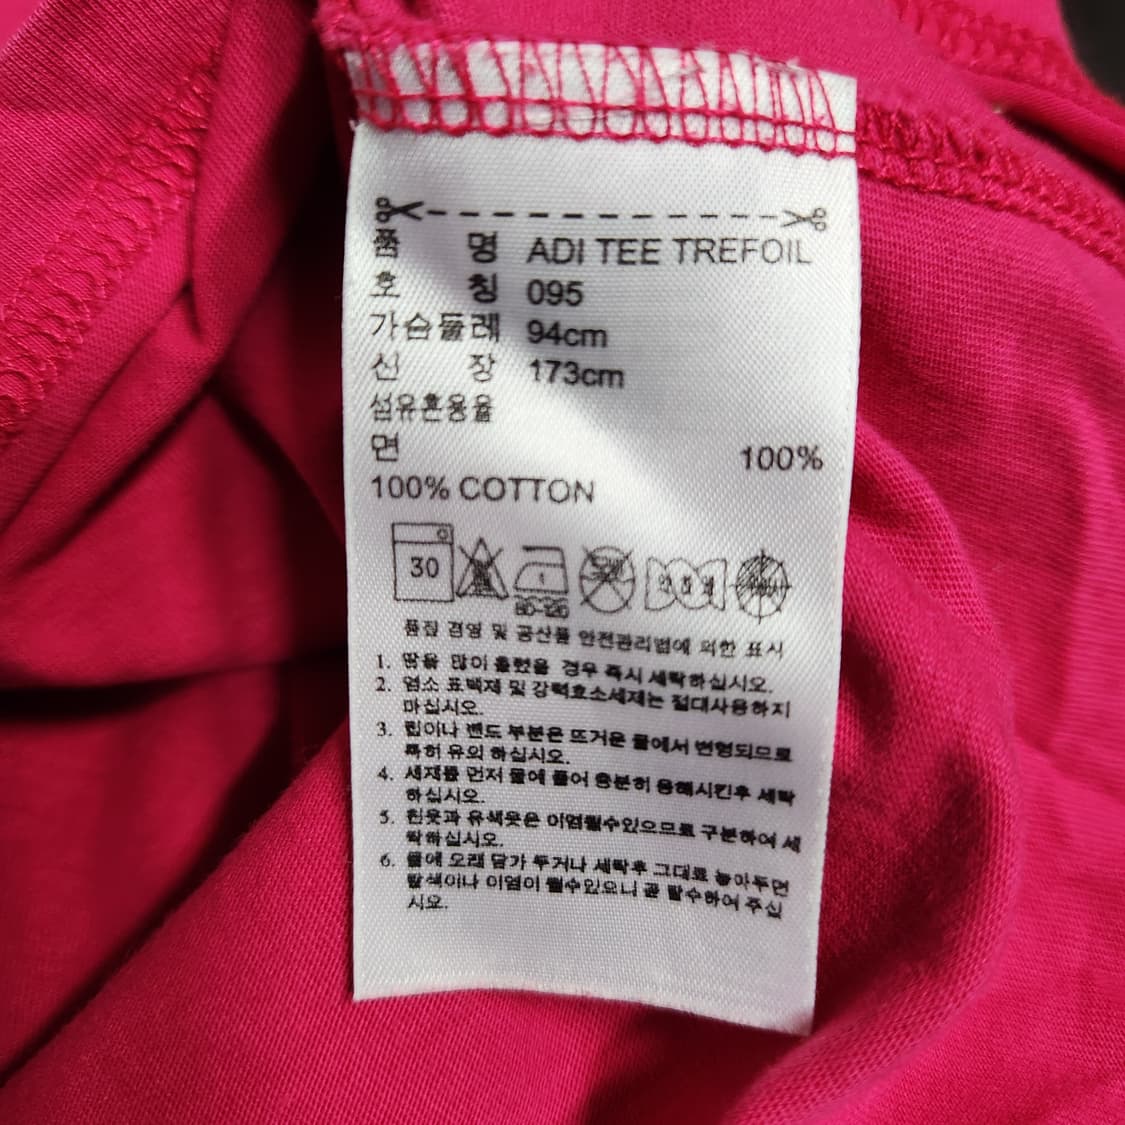 품 명 ADI TEE TREFOIL
호 칭 095
가슴둘레 94cm
신 장 173cm
섬유혼용율
면 100%
100% COTTON
30
80-120
품질 경영 및 공산품 안전관리법에 의한 표시
1. 땀을 많이 흘렸을 경우 즉시 세탁하십시오.
2. 염소 표백제 및 강력효소세제는 절대사용하지
마십시오.
3. 립이나 밴드 부분은 뜨거운 물에서 변형되므로
특히 유의 하십시오.
4. 세제를 먼저 물에 풀어 충분히 용해시킨후 세탁
하십시오.
5. 흰옷과 유색옷은 이염될수있으므로 구분하여 세
탁하십시오.
6. 물에 오래 담가 두거나 세탁후 그대로 놓아두면
탈색이나 이염이 될수있으니 곧 탈수하여 주십
시오.